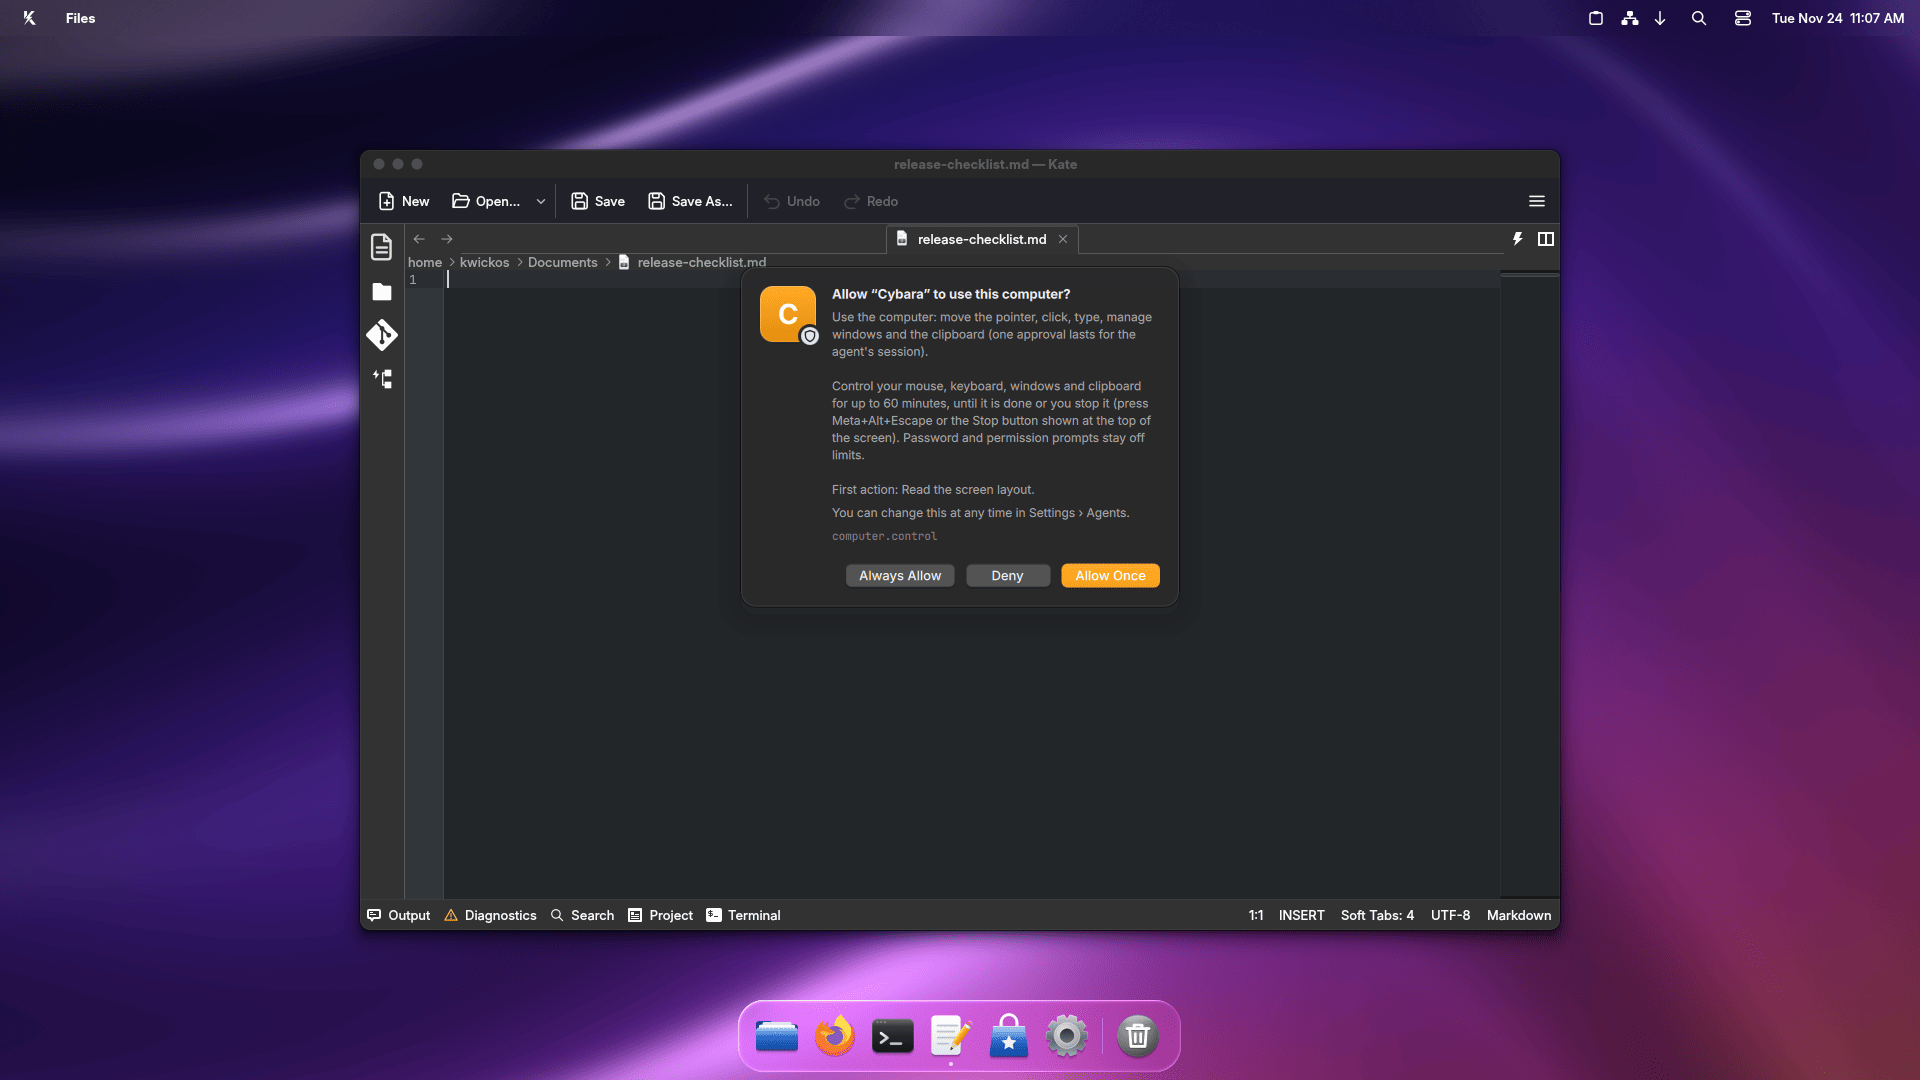 Files
Tue Nov 24 11:07 AM
release-checklist.md — Kate
New
Open...
Save
Save As...
Undo
Redo
release-checklist.md
home > kwickos > Documents > release-checklist.md
1
C
Allow “Cybara” to use this computer?
Use the computer: move the pointer, click, type, manage
windows and the clipboard (one approval lasts for the
agent's session).
Control your mouse, keyboard, windows and clipboard
for up to 60 minutes, until it is done or you stop it (press
Meta+Alt+Escape or the Stop button shown at the top of
the screen). Password and permission prompts stay off
limits.
First action: Read the screen layout.
You can change this at any time in Settings › Agents.
computer.control
Always Allow
Deny
Allow Once
Output
Diagnostics
Search
Project
Terminal
1:1
INSERT
Soft Tabs: 4
UTF-8
Markdown